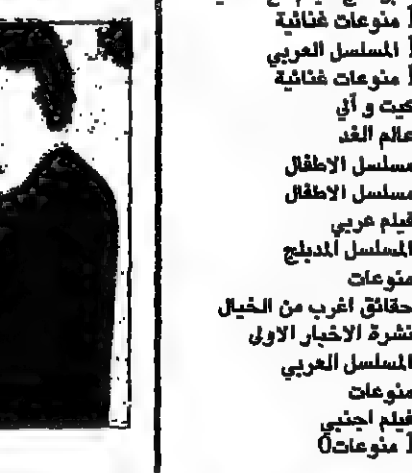 منوعات غنائية
المسلسل العربي
منوعات غنائية
كيت و آلي
عالم الغد
مسلسل الاطفال
مسلسل الاطفال
فيلم عربي
المسلسل المدبلج
منوعات
حقائق اغرب من الخيال
نشرة الاخبار الاولى
المسلسل العربي
منوعات
فيلم اجنبي
منوعات0